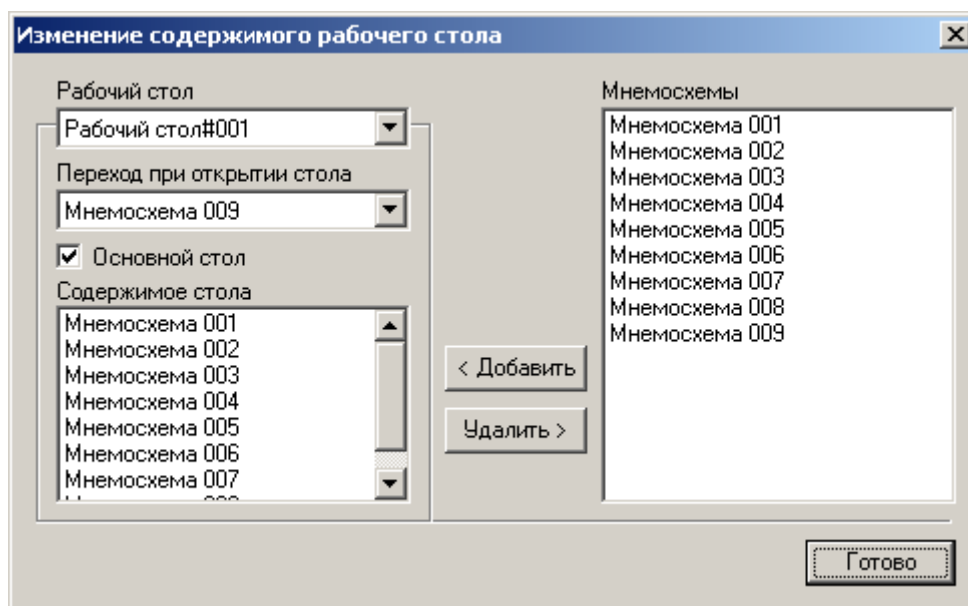 Изменение содержимого рабочего стола
Рабочий стол
Рабочий стол#001
Переход при открытии стола
Мнемосхема 009
Основной стол
Содержимое стола
Мнемосхема 001
Мнемосхема 002
Мнемосхема 003
Мнемосхема 004
Мнемосхема 005
Мнемосхема 006
Мнемосхема 007
< Добавить
Удалить >
Мнемосхемы
Мнемосхема 001
Мнемосхема 002
Мнемосхема 003
Мнемосхема 004
Мнемосхема 005
Мнемосхема 006
Мнемосхема 007
Мнемосхема 008
Мнемосхема 009
Готово